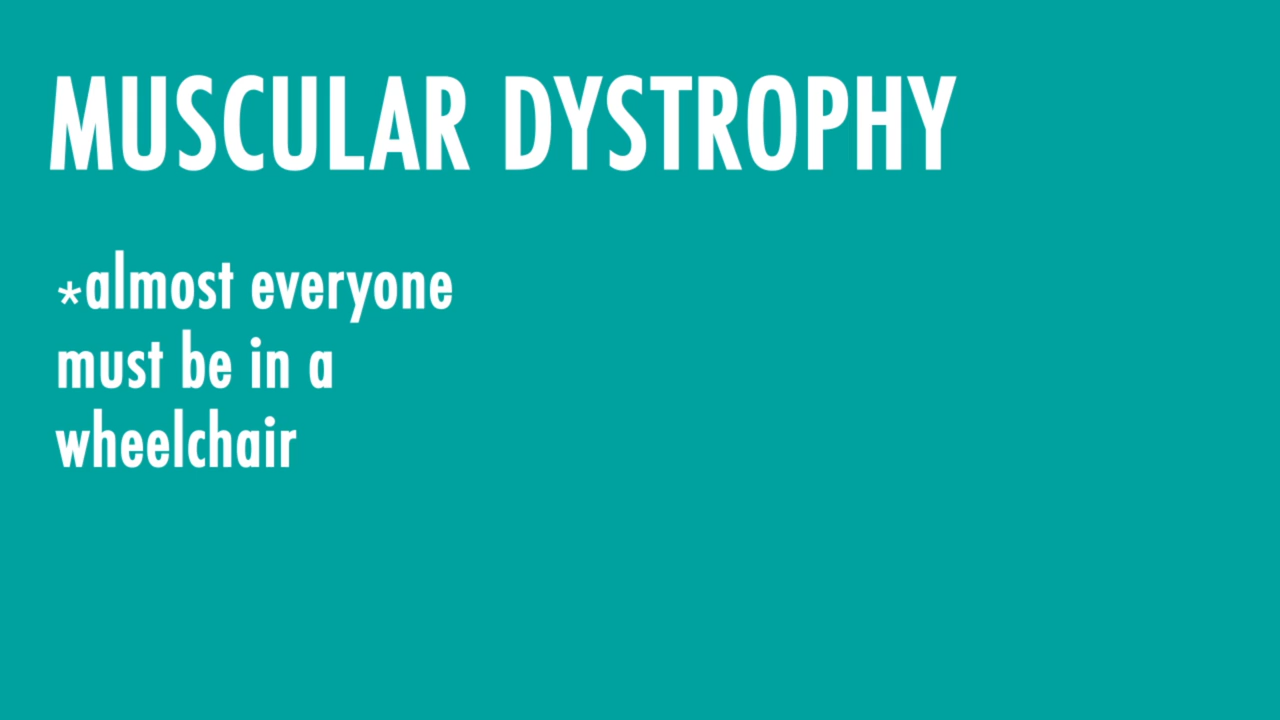 MUSCULAR DYSTROPHY
*almost everyone
must be in a
wheelchair